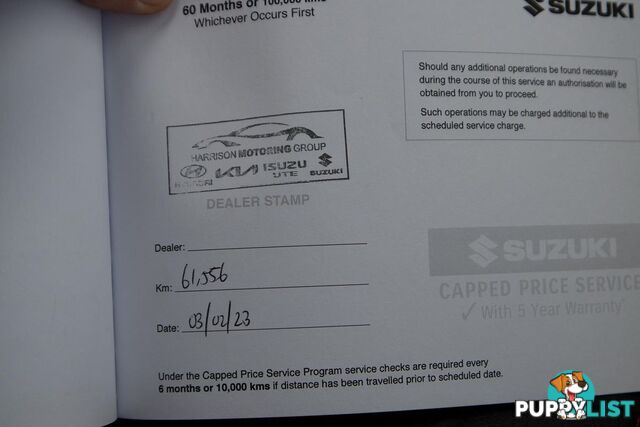 60 Months or 100,000 kms
Whichever Occurs First
SUZUKI
Should any additional operations be found necessary
during the course of this service an authorisation will be
obtained from you to proceed.
Such operations may be charged additional to the
scheduled service charge.
HARRISON MOTORING GROUP
HYUNDAI KIA ISUZU UTE SUZUKI
DEALER STAMP
Dealer:
Km: 61,556
Date: 03/02/23
SUZUKI
CAPPED PRICE SERVICE
✓ With 5 Year Warranty
Under the Capped Price Service Program service checks are required every
6 months or 10,000 kms if distance has been travelled prior to scheduled date.
PUPPYLIST